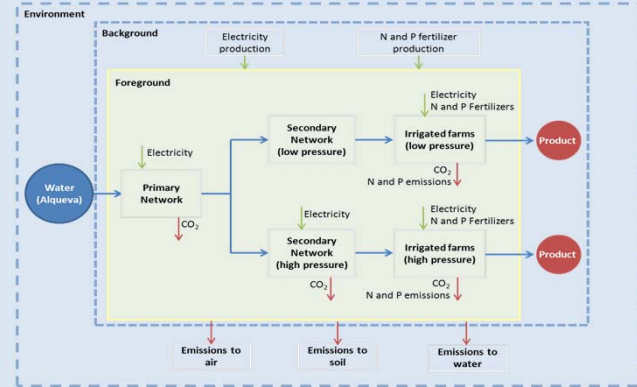 Environment
Background
Electricity
production
N and P fertilizer
production
Foreground
Electricity
N and P Fertilizers
Secondary
Network
(low pressure)
Irrigated farms
(low pressure)
Product
Electricity
CO2
N and P emissions
Water
(Alqueva)
Primary
Network
CO2
Electricity
Electricity
N and P Fertilizers
Secondary
Network
(high pressure)
Irrigated farms
(high pressure)
Product
CO2
CO2
N and P emissions
Emissions to
air
Emissions to
soil
Emissions to
water